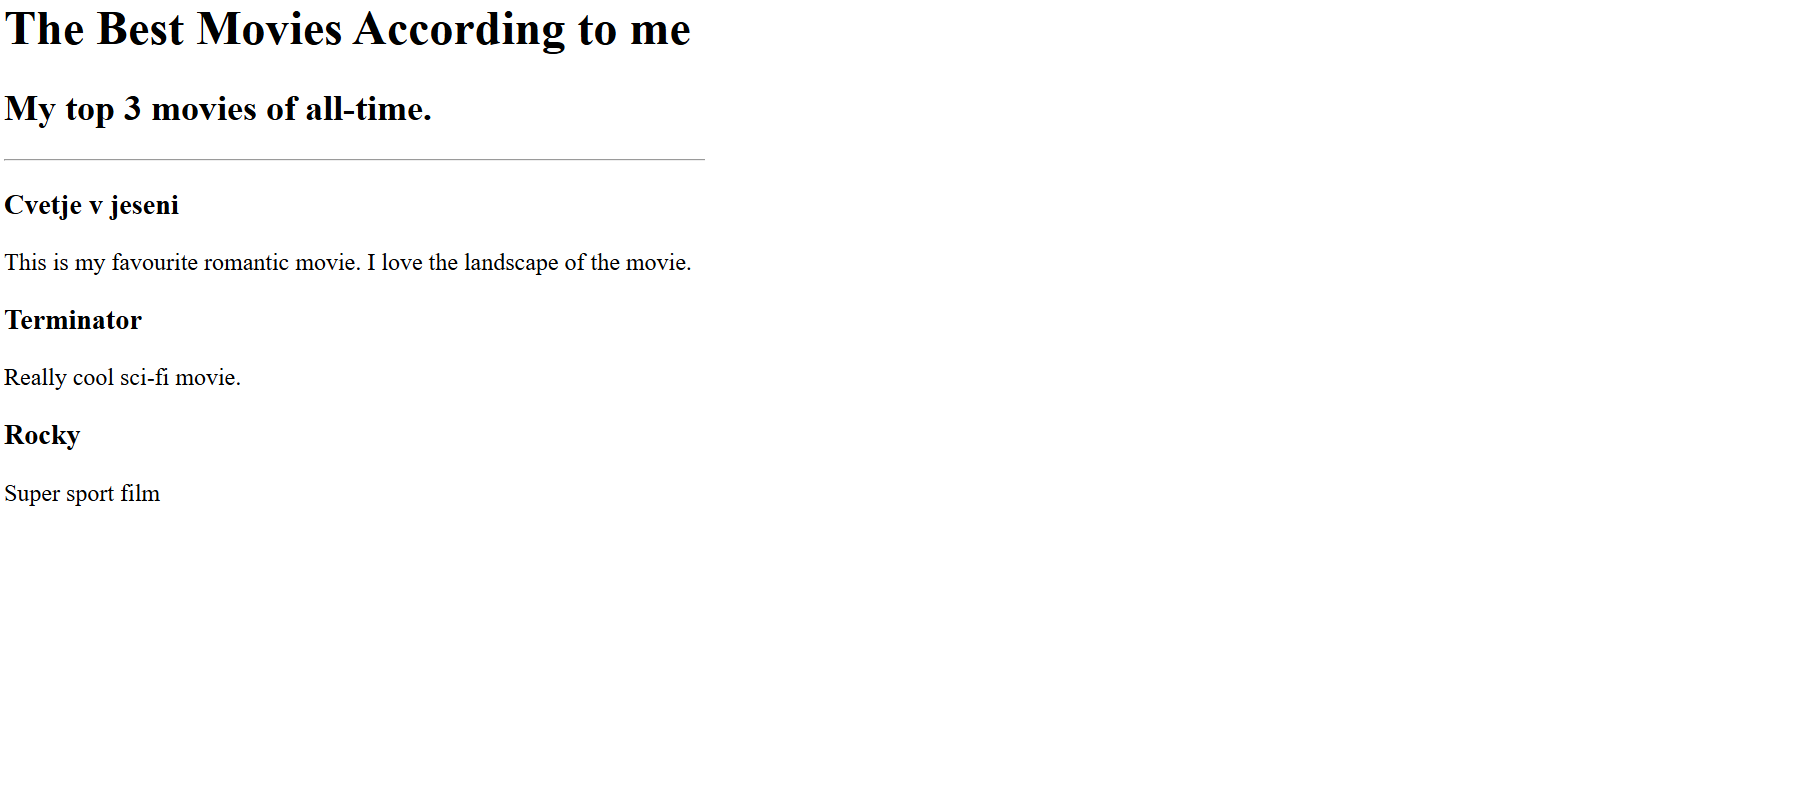 The Best Movies According to me
My top 3 movies of all-time.
Cvetje v jeseni
This is my favourite romantic movie. I love the landscape of the movie.
Terminator
Really cool sci-fi movie.
Rocky
Super sport film